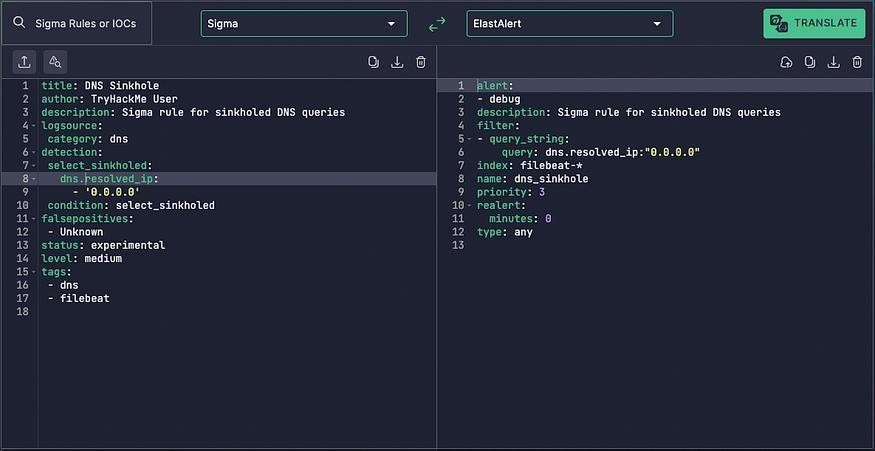 Sigma Rules or IOCs
Sigma
ElastAlert
TRANSLATE
1 title: DNS Sinkhole
2 author: TryHackMe User
3 description: Sigma rule for sinkholed DNS queries
4 logsource:
5  category: dns
6 detection:
7  select_sinkholed:
8    dns.resolved_ip:
9      - '0.0.0.0'
10  condition: select_sinkholed
11 falsepositives:
12  - Unknown
13 status: experimental
14 level: medium
15 tags:
16  - dns
17  - filebeat
18
1 alert:
2 - debug
3 description: Sigma rule for sinkholed DNS queries
4 filter:
5 - query_string:
6     query: dns.resolved_ip:"0.0.0.0"
7 index: filebeat-*
8 name: dns_sinkhole
9 priority: 3
10 realert:
11   minutes: 0
12 type: any
13